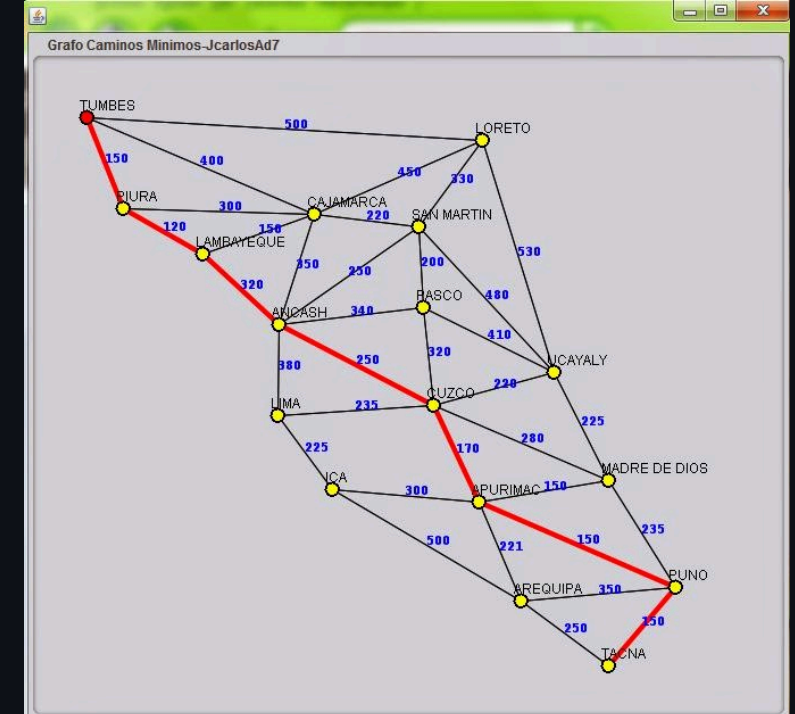 Grafo Caminos Minimos-JcarlosAd7
TUMBES
500
LORETO
150
400
450
330
PIURA
300
CAJAMARCA
220
SAN MARTIN
120
150
LAMBAYEQUE
530
350
250
200
320
PASCO
480
ANCASH
340
410
380
250
320
UCAYALY
220
LIMA
235
CUZCO
225
225
170
280
ICA
300
APURIMAC
150
MADRE DE DIOS
500
221
150
235
AREQUIPA
350
PUNO
250
150
TACNA